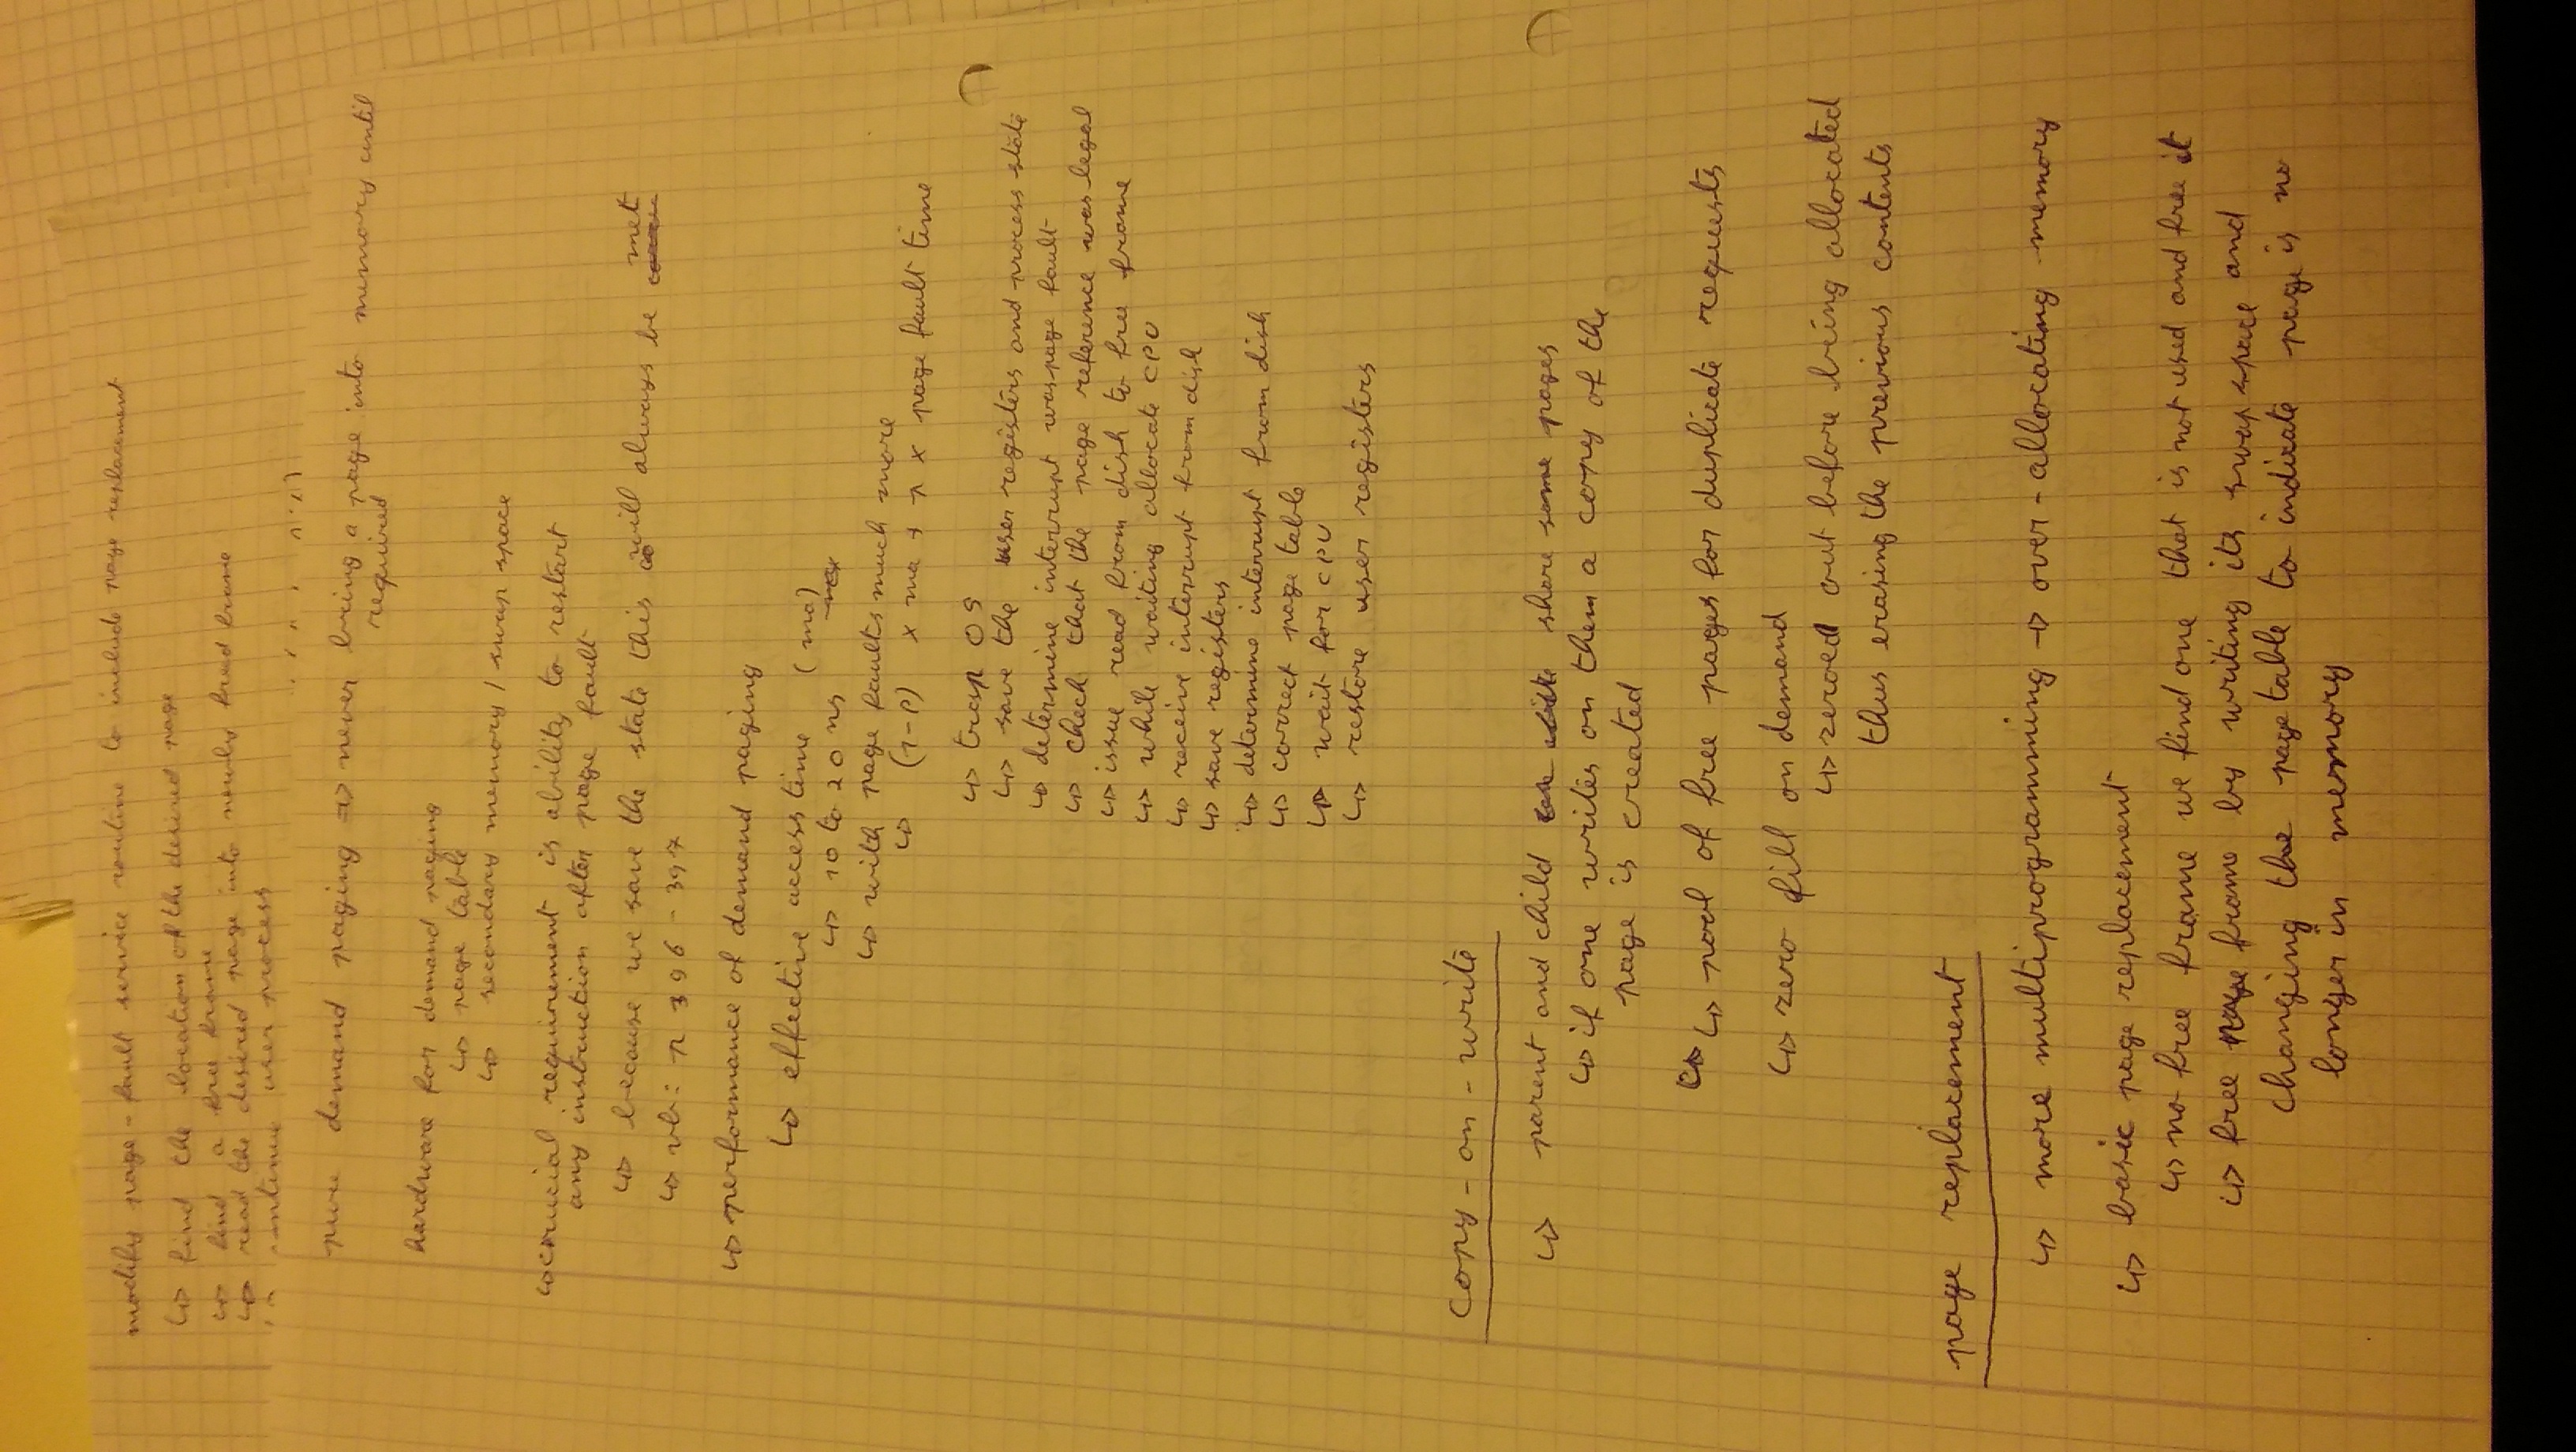 modify page-fault service routine to include page replacement
↳ find the location of the desired page
↳ find a free frame
↳ read the desired page into newly freed frame
continue user process
pure demand paging => never bring a page into memory until
required
hardware for demand paging
↳ page table
↳ secondary memory / swap space
↳ crucial requirement is ability to restart
any instruction after page fault
↳ because we save the state this will always be met
↳ vb: p 396 - 397
↳ performance of demand paging
↳ effective access time (ma)
↳ 10 to 20 ns
↳ with page faults much more
↳ (1-p) × ma + p × page fault time
↳ trap OS
↳ save the user registers and process state
↳ determine interrupt was page fault
↳ check that the page reference was legal
↳ issue read from disk to free frame
↳ while waiting allocate CPU
↳ receive interrupt from disk
↳ save registers
↳ determine interrupt from disk
↳ correct page table
↳ wait for CPU
↳ restore user registers
copy-on-write
↳ parent and child share same pages
↳ if one writes on them a copy of the
page is created
↳ pool of free pages for duplicate requests
↳ zero fill on demand
↳ zeroed out before being allocated
thus erasing the previous contents
page replacement
↳ more multiprogramming → over-allocating memory
↳ basic page replacement
↳ no free frame we find one that is not used and free it
↳ free frame by writing its swap space and
changing the page table to indicate page is no
longer in memory